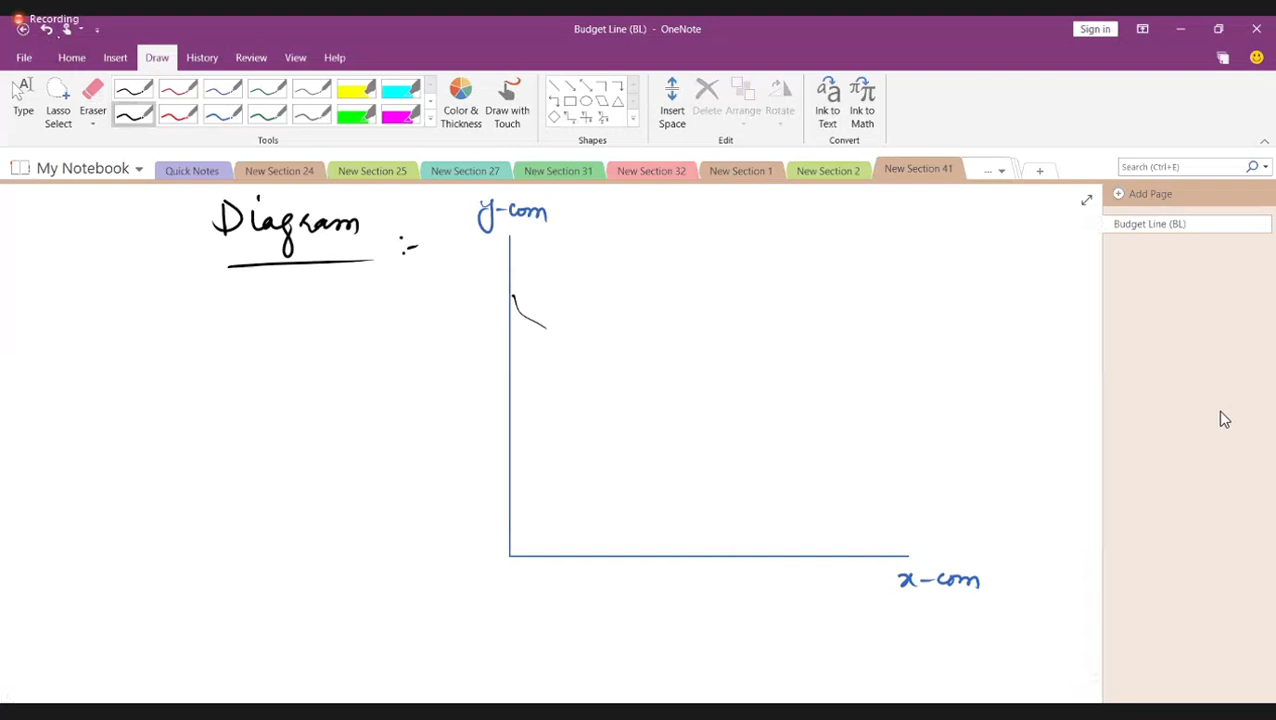 Recording
Budget Line (BL) - OneNote
Sign in
File Home Insert Draw History Review View Help
Type
Lasso Select
Eraser
Color & Thickness
Draw with Touch
Insert Space
Delete
Arrange
Rotate
Ink to Text
Ink to Math
Tools
Shapes
Edit
Convert
My Notebook
Quick Notes
New Section 24
New Section 25
New Section 27
New Section 31
New Section 32
New Section 1
New Section 2
New Section 41
...
Search (Ctrl+E)
Add Page
Budget Line (BL)
Diagram :-
y-com
x-com